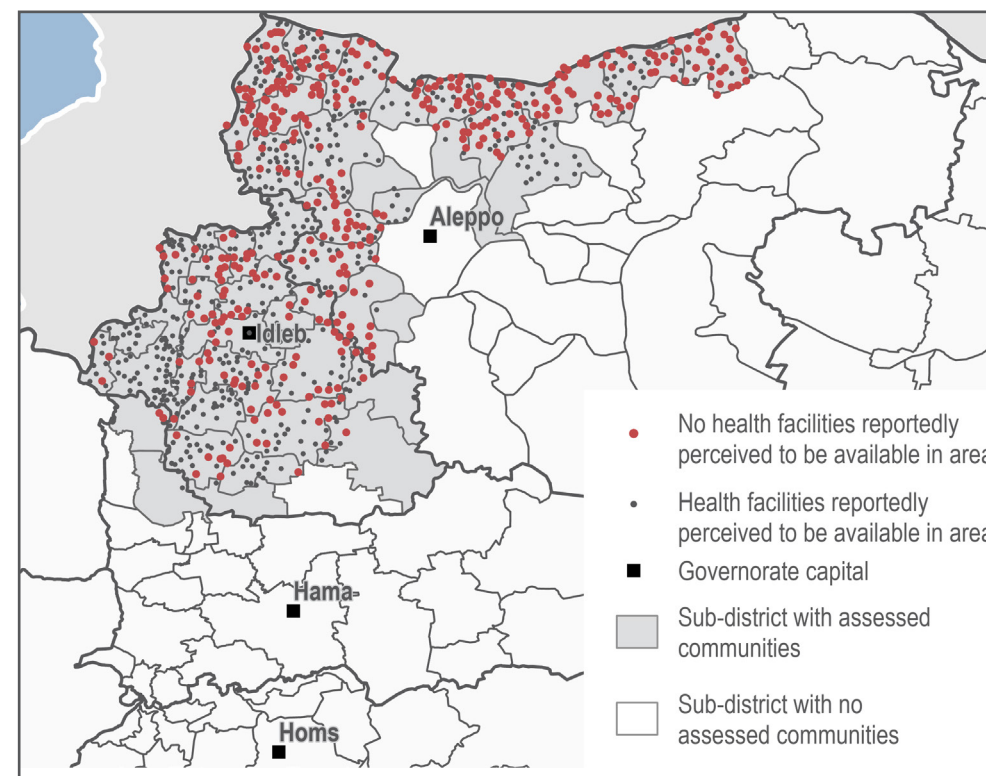 Aleppo
Idleb
No health facilities reportedly
perceived to be available in area
Health facilities reportedly
perceived to be available in area
Governorate capital
Hama
Sub-district with assessed
communities
Sub-district with no
assessed communities
Homs